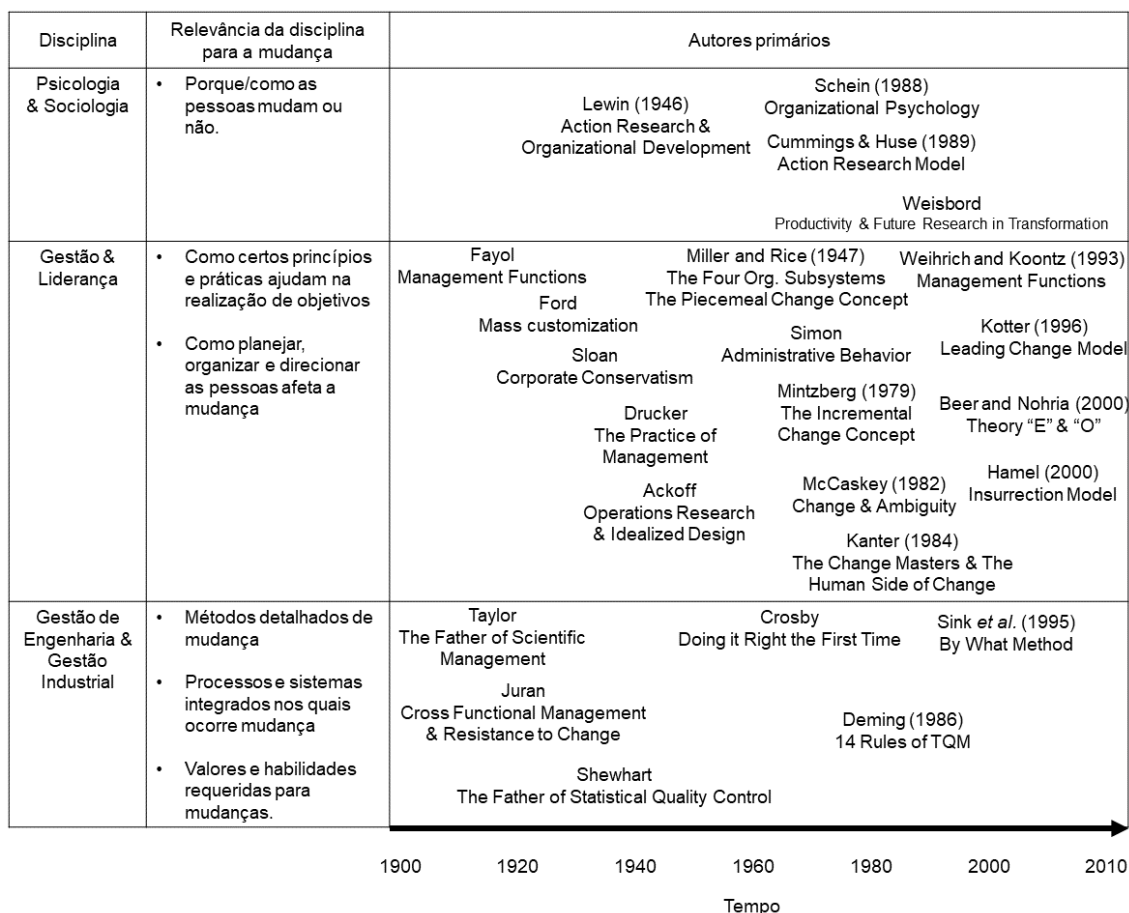 Disciplina
Relevância da disciplina
para a mudança
Autores primários
Psicologia
& Sociologia
• Porque/como as
pessoas mudam ou
não.
Lewin (1946)
Action Research &
Organizational Development
Schein (1988)
Organizational Psychology
Cummings & Huse (1989)
Action Research Model
Weisbord
Productivity & Future Research in Transformation
Gestão &
Liderança
• Como certos princípios
e práticas ajudam na
realização de objetivos
• Como planejar,
organizar e direcionar
as pessoas afeta a
mudança
Fayol
Management Functions
Ford
Mass customization
Sloan
Corporate Conservatism
Drucker
The Practice of
Management
Ackoff
Operations Research
& Idealized Design
Miller and Rice (1947)
The Four Org. Subsystems
The Piecemeal Change Concept
Simon
Administrative Behavior
Mintzberg (1979)
The Incremental
Change Concept
McCaskey (1982)
Change & Ambiguity
Kanter (1984)
The Change Masters & The
Human Side of Change
Weihrich and Koontz (1993)
Management Functions
Kotter (1996)
Leading Change Model
Beer and Nohria (2000)
Theory “E” & “O”
Hamel (2000)
Insurrection Model
Gestão de
Engenharia &
Gestão
Industrial
• Métodos detalhados de
mudança
• Processos e sistemas
integrados nos quais
ocorre mudança
• Valores e habilidades
requeridas para
mudanças.
Taylor
The Father of Scientific
Management
Juran
Cross Functional Management
& Resistance to Change
Shewhart
The Father of Statistical Quality Control
Crosby
Doing it Right the First Time
Deming (1986)
14 Rules of TQM
Sink et al. (1995)
By What Method
1900 1920 1940 1960 1980 2000 2010
Tempo